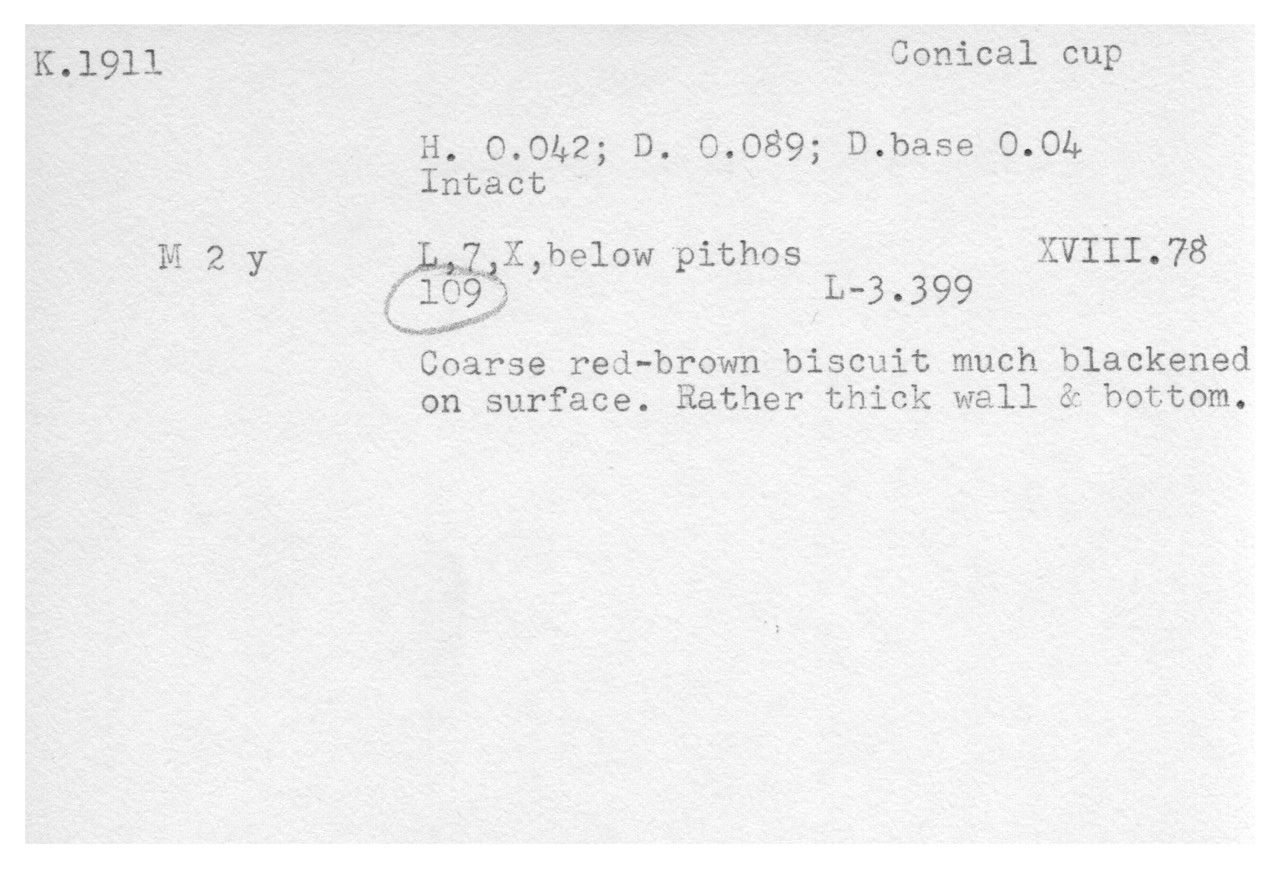 K.1911
Conical cup
H. 0.042; D. 0.089; D.base 0.04
Intact
M 2 y
L,7,X,below pithos
XVIII.78
109
L-3.399
Coarse red-brown biscuit much blackened
on surface. Rather thick wall & bottom.